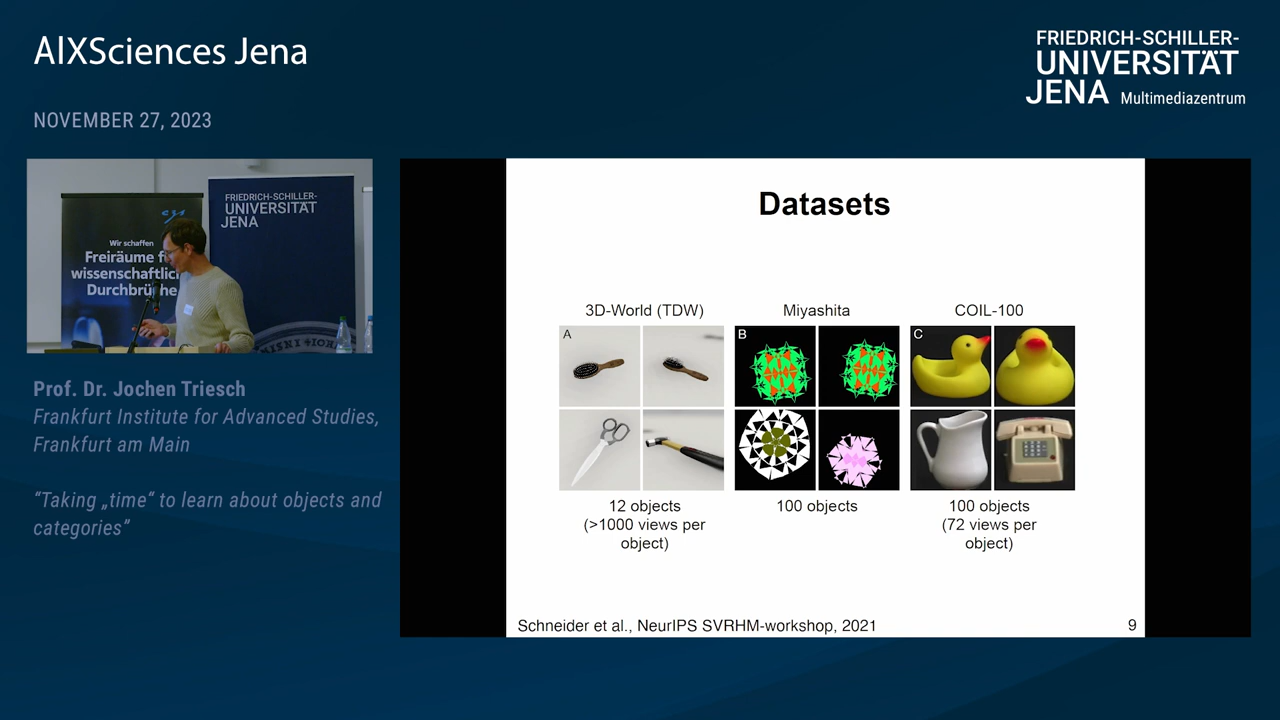 AIXSciences Jena
NOVEMBER 27, 2023
FRIEDRICH-SCHILLER-
UNIVERSITÄT
JENA Multimediazentrum
Wir schaffen
Freiräume
wissenschaftlic
Durchbrüche
FRIEDRICH-SCHILLER-
UNIVERSITÄT
JENA
Prof. Dr. Jochen Triesch
Frankfurt Institute for Advanced Studies,
Frankfurt am Main
“Taking „time“ to learn about objects and
categories”
Datasets
3D-World (TDW)
Miyashita
COIL-100
A
B
C
12 objects
(>1000 views per
object)
100 objects
100 objects
(72 views per
object)
Schneider et al., NeurIPS SVRHM-workshop, 2021
9